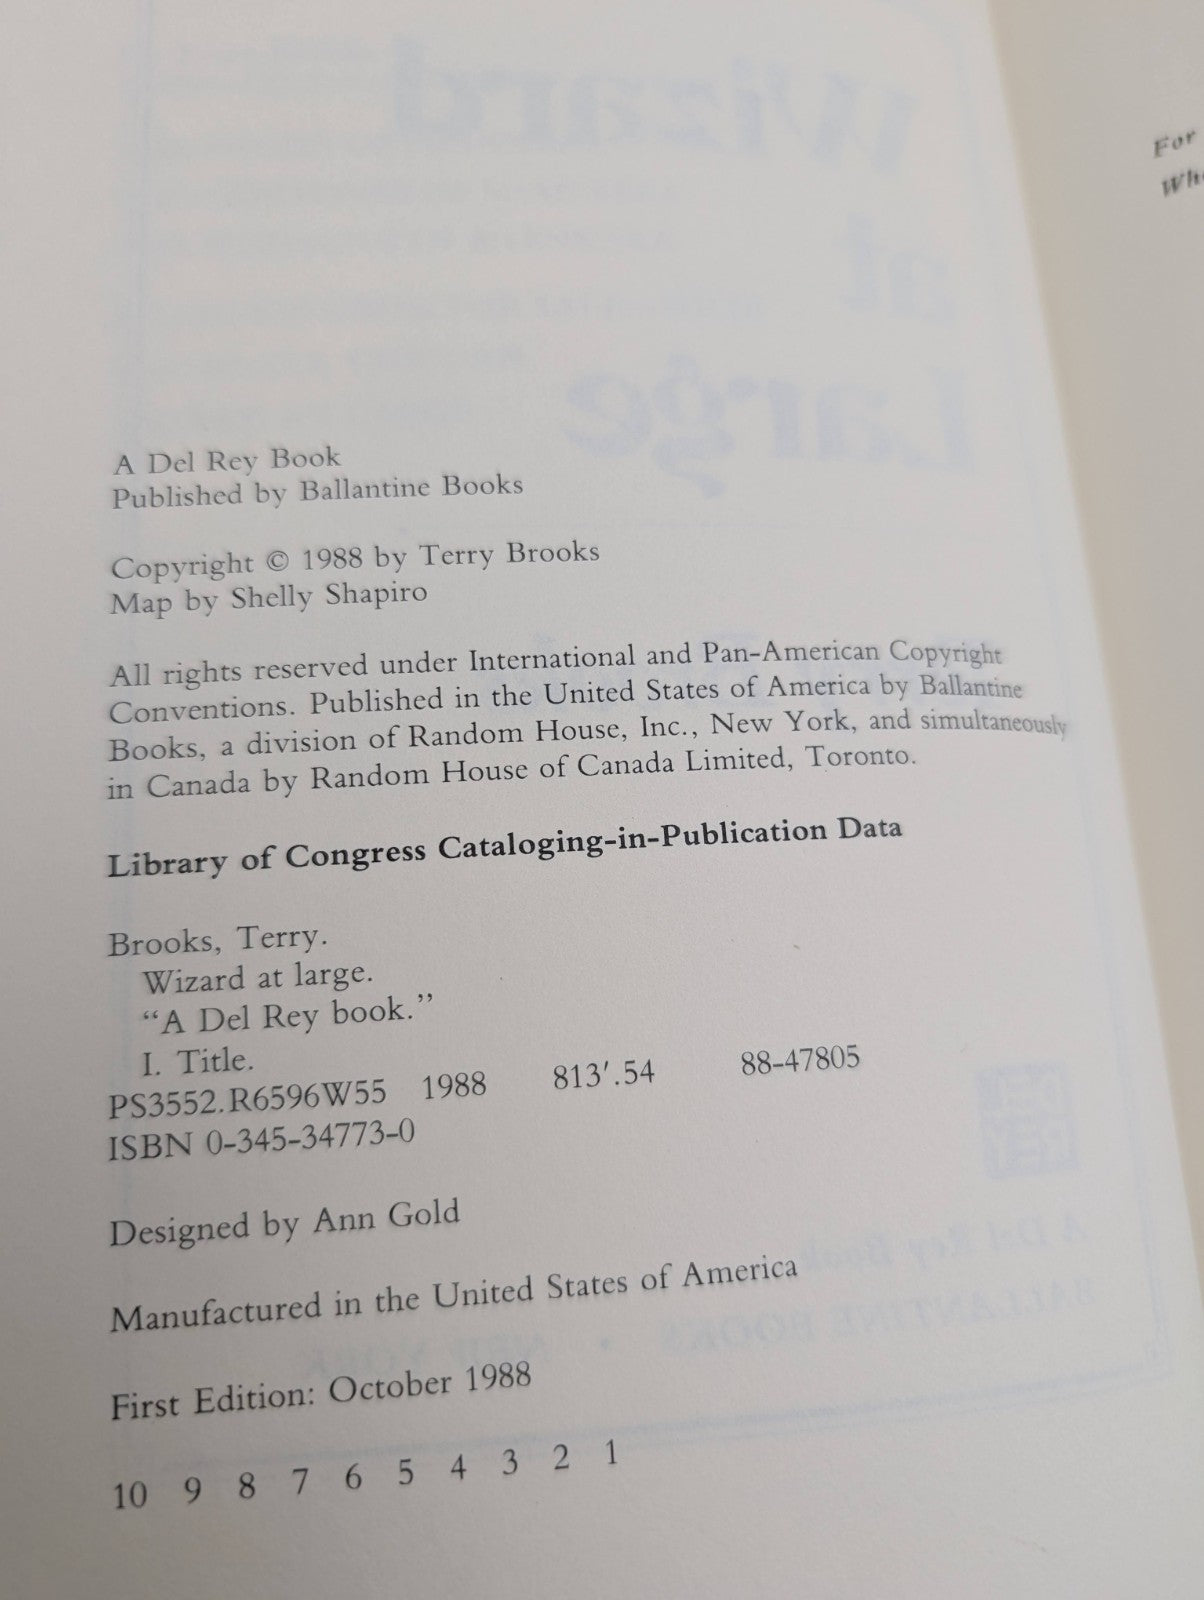 For
A Del Rey Book
Published by Ballantine Books
Copyright © 1988 by Terry Brooks
Map by Shelly Shapiro
All rights reserved under International and Pan-American Copyright
Conventions. Published in the United States of America by Ballantine
Books, a division of Random House, Inc., New York, and simultaneously
in Canada by Random House of Canada Limited, Toronto.
Library of Congress Cataloging-in-Publication Data
Brooks, Terry.
Wizard at large.
“A Del Rey book.”
I. Title.
PS3552.R6596W55 1988 813′.54 88-47805
ISBN 0-345-34773-0
Designed by Ann Gold
Manufactured in the United States of America
First Edition: October 1988
10 9 8 7 6 5 4 3 2 1